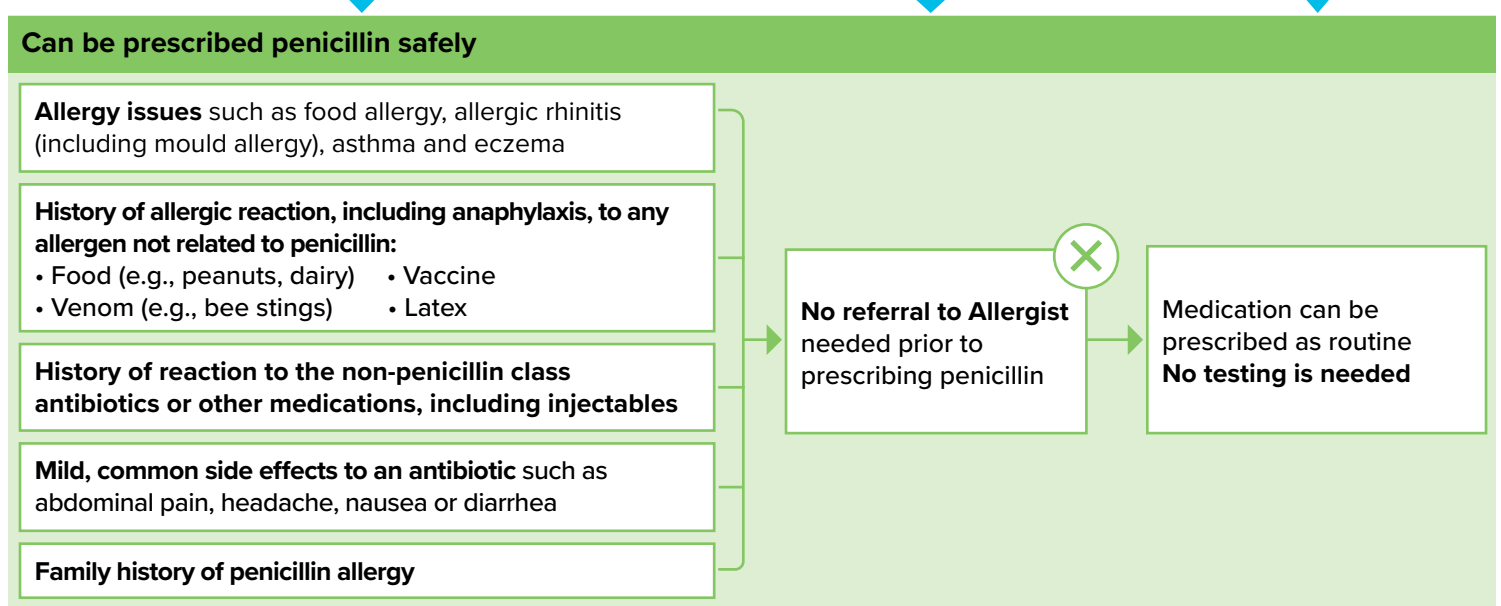 Can be prescribed penicillin safely
Allergy issues such as food allergy, allergic rhinitis
(including mould allergy), asthma and eczema
History of allergic reaction, including anaphylaxis, to any
allergen not related to penicillin:
• Food (e.g., peanuts, dairy) • Vaccine
• Venom (e.g., bee stings) • Latex
History of reaction to the non-penicillin class
antibiotics or other medications, including injectables
Mild, common side effects to an antibiotic such as
abdominal pain, headache, nausea or diarrhea
Family history of penicillin allergy
No referral to Allergist
needed prior to
prescribing penicillin
Medication can be
prescribed as routine
No testing is needed